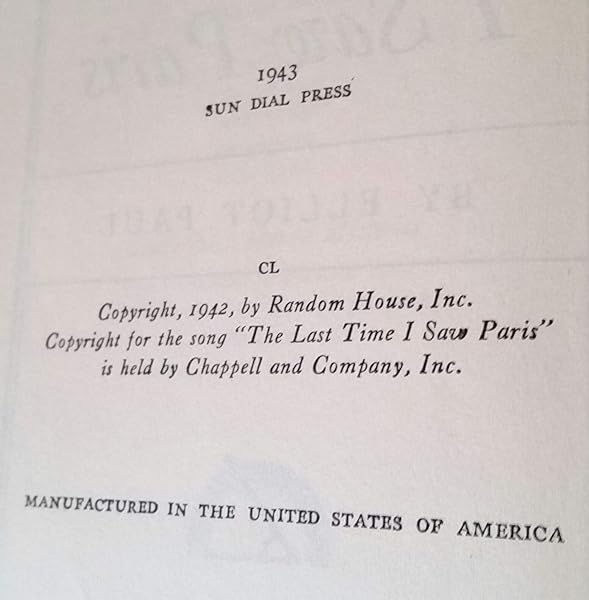 1943
SUN DIAL PRESS
CL
Copyright, 1942, by Random House, Inc.
Copyright for the song "The Last Time I Saw Paris"
is held by Chappell and Company, Inc.
MANUFACTURED IN THE UNITED STATES OF AMERICA